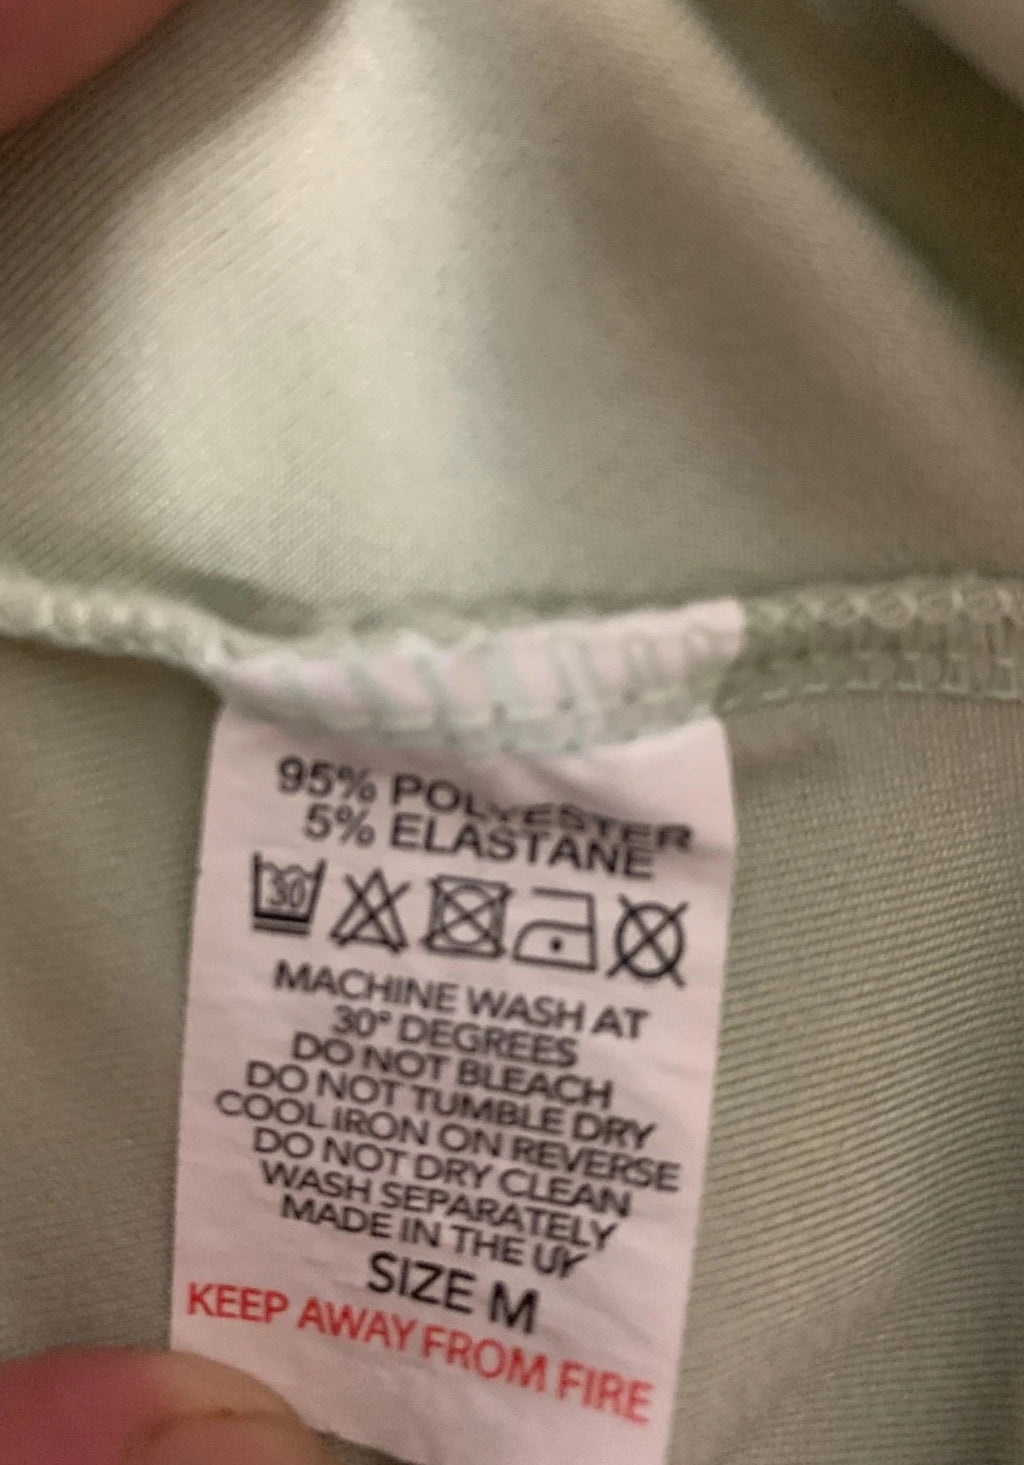 95% POLYESTER
5% ELASTANE
30
MACHINE WASH AT
30° DEGREES
DO NOT BLEACH
DO NOT TUMBLE DRY
COOL IRON ON REVERSE
DO NOT DRY CLEAN
WASH SEPARATELY
MADE IN THE UK
SIZE M
KEEP AWAY FROM FIRE